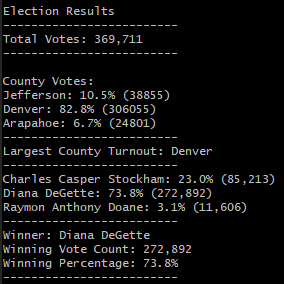 Election Results
-------------------------
Total Votes: 369,711
-------------------------

County Votes:
Jefferson: 10.5% (38855)
Denver: 82.8% (306055)
Arapahoe: 6.7% (24801)
-------------------------
Largest County Turnout: Denver
-------------------------
Charles Casper Stockham: 23.0% (85,213)
Diana DeGette: 73.8% (272,892)
Raymon Anthony Doane: 3.1% (11,606)
-------------------------
Winner: Diana DeGette
Winning Vote Count: 272,892
Winning Percentage: 73.8%
-------------------------